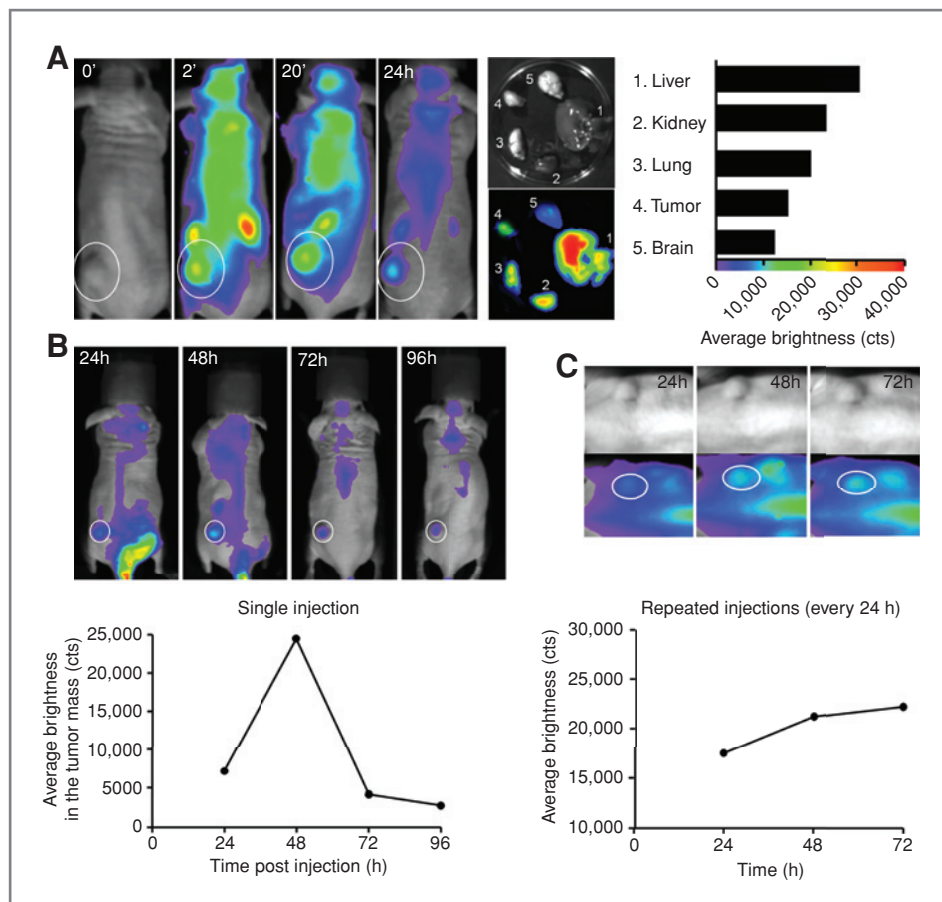 A
0'
2'
20'
24h
5
4
1
3
2
5
4
1
3
2
1. Liver
2. Kidney
3. Lung
4. Tumor
5. Brain
0
10,000
20,000
30,000
40,000
Average brightness (cts)
B
24h
48h
72h
96h
C
24h
48h
72h
Single injection
Average brightness
in the tumor mass (cts)
25,000
20,000
15,000
10,000
5000
0
0
24
48
72
96
Time post injection (h)
Repeated injections (every 24 h)
Average brightness (cts)
30,000
25,000
20,000
15,000
10,000
0
24
48
72
Time (h)